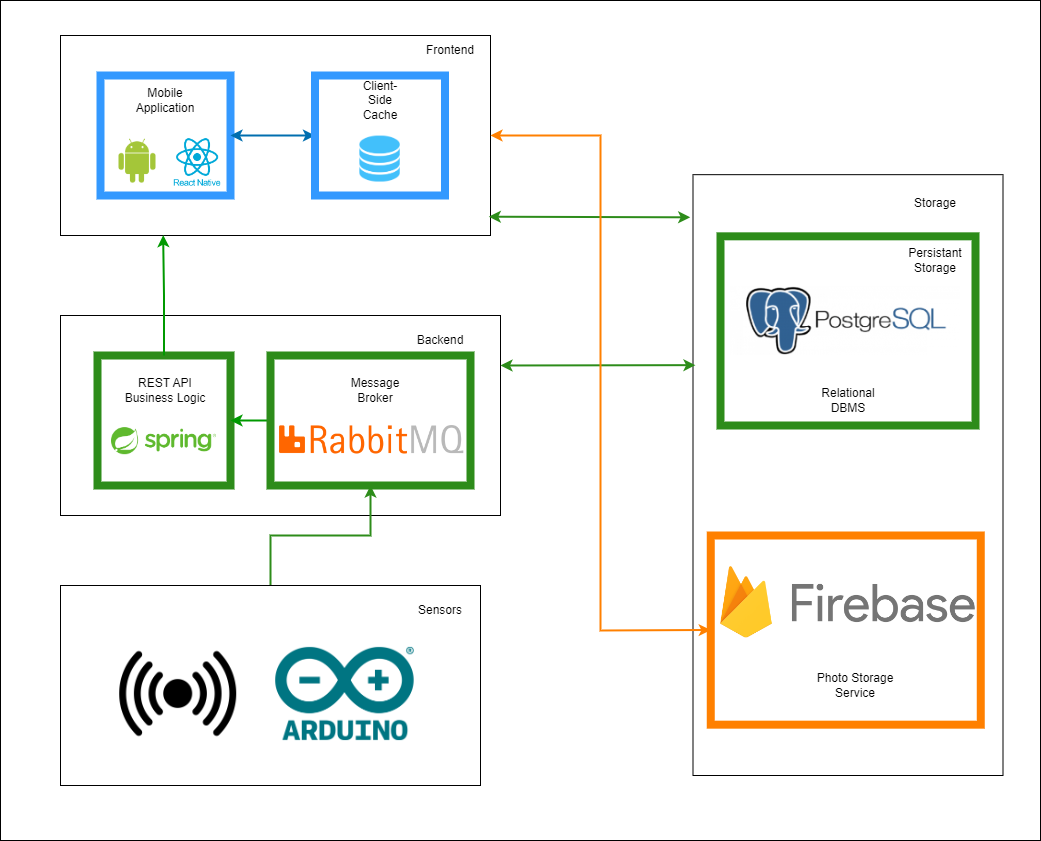 Frontend
Mobile
Application
React Native
Client-
Side
Cache
Storage
Persistant
Storage
PostgreSQL
Relational
DBMS
Backend
REST API
Business Logic
spring
Message
Broker
RabbitMQ
Firebase
Photo Storage
Service
Sensors
ARDUINO